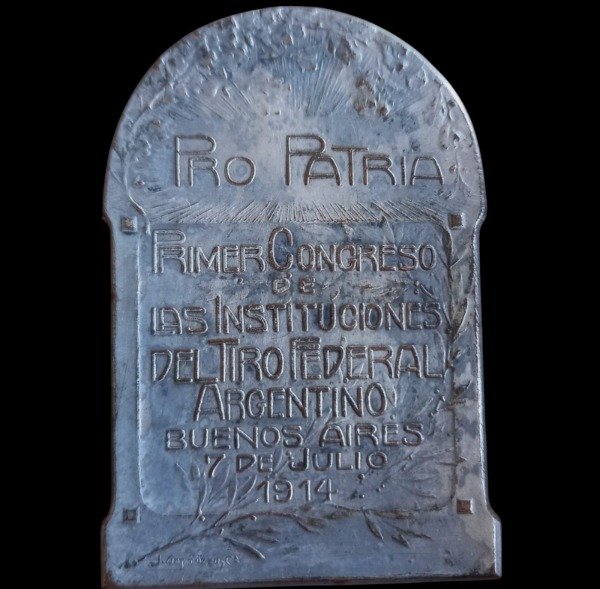 PRO PATRIA
PRIMER CONGRESO
DE
LAS INSTITUCIONES
DEL TIRO FEDERAL
ARGENTINO
BUENOS AIRES
7 DE JULIO
1914